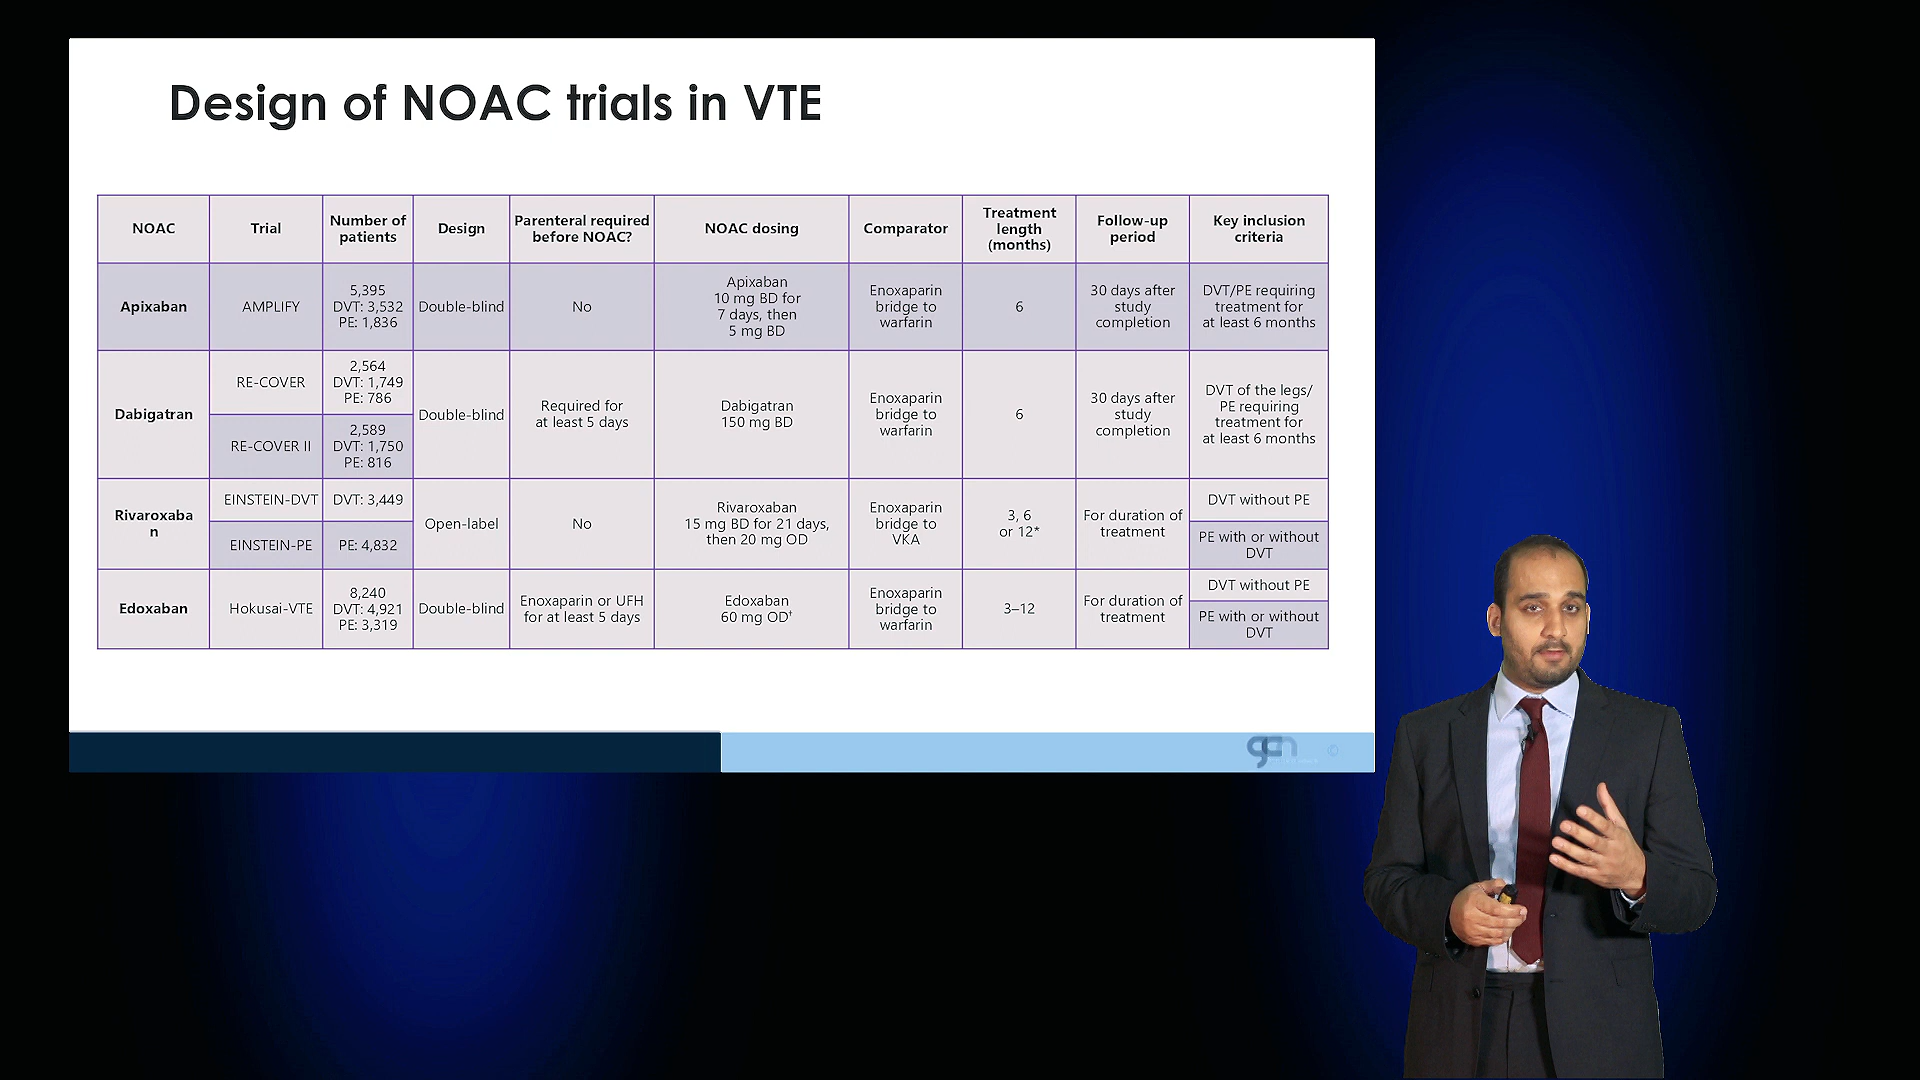 Design of NOAC trials in VTE
NOAC
Trial
Number of
patients
Design
Parenteral required
before NOAC?
NOAC dosing
Comparator
Treatment
length
(months)
Follow-up
period
Key inclusion
criteria
Apixaban
AMPLIFY
5,395
DVT: 3,532
PE: 1,836
Double-blind
No
Apixaban
10 mg BD for
7 days, then
5 mg BD
Enoxaparin
bridge to
warfarin
6
30 days after
study
completion
DVT/PE requiring
treatment for
at least 6 months
Dabigatran
RE-COVER
2,564
DVT: 1,749
PE: 786
RE-COVER II
2,589
DVT: 1,750
PE: 816
Double-blind
Required for
at least 5 days
Dabigatran
150 mg BD
Enoxaparin
bridge to
warfarin
6
30 days after
study
completion
DVT of the legs/
PE requiring
treatment for
at least 6 months
Rivaroxaba
n
EINSTEIN-DVT
DVT: 3,449
EINSTEIN-PE
PE: 4,832
Open-label
No
Rivaroxaban
15 mg BD for 21 days,
then 20 mg OD
Enoxaparin
bridge to
VKA
3, 6
or 12*
For duration of
treatment
DVT without PE
PE with or without
DVT
Edoxaban
Hokusai-VTE
8,240
DVT: 4,921
PE: 3,319
Double-blind
Enoxaparin or UFH
for at least 5 days
Edoxaban
60 mg OD†
Enoxaparin
bridge to
warfarin
3–12
For duration of
treatment
DVT without PE
PE with or without
DVT
gen ©